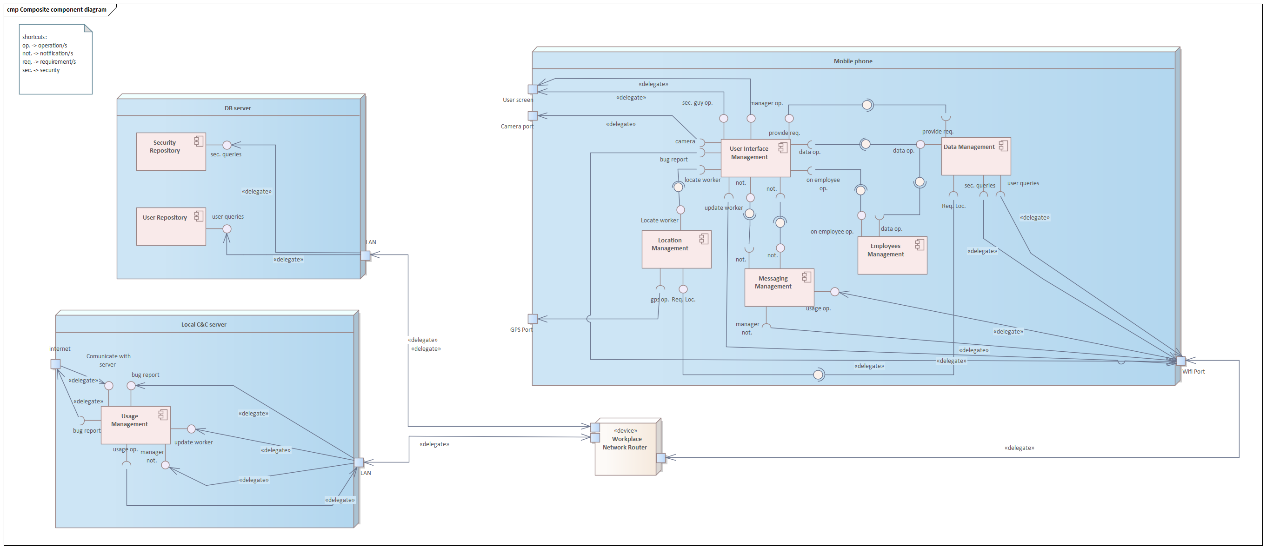 cmp Composite component diagram
shortcuts:
op. -> operation/s
not. -> notification/s
req. -> requirement/s
sec. -> security
DB server
Security
Repository
sec. queries
«delegate»
User Repository
user queries
«delegate»
LAN
Local C&C server
Internet
Comunicate with
server
«delegate»
bug report
«delegate»
«delegate»
Usage
Management
bug report
update worker
usage op.
manager
not.
«delegate»
«delegate»
«delegate»
LAN
«delegate»
«delegate»
«delegate»
«device»
Workplace
Network Router
«delegate»
Mobile phone
User screen
Camera port
GPS Port
Wifi Port
«delegate»
«delegate»
«delegate»
sec. guy op.
manager op.
provide req.
camera
bug report
locate worker
User Interface
Management
data op.
on employee
op.
not.
not.
update worker
provide req.
data op.
Data Management
sec. queries
user queries
Req. Loc.
«delegate»
«delegate»
Locate worker
Location
Management
gps op.
Req. Loc.
not.
not.
Messaging
Management
usage op.
manager
not.
on employee op.
data op.
Employees
Management
«delegate»
«delegate»
«delegate»
«delegate»